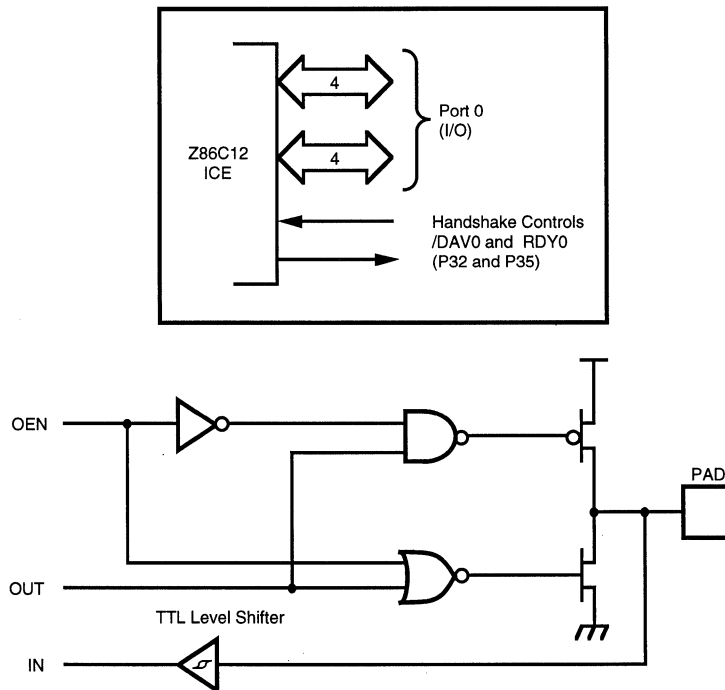 4
Port 0
(I/O)
Z86C12
ICE
4
Handshake Controls
/DAV0 and RDY0
(P32 and P35)
OEN
PAD
OUT
TTL Level Shifter
IN